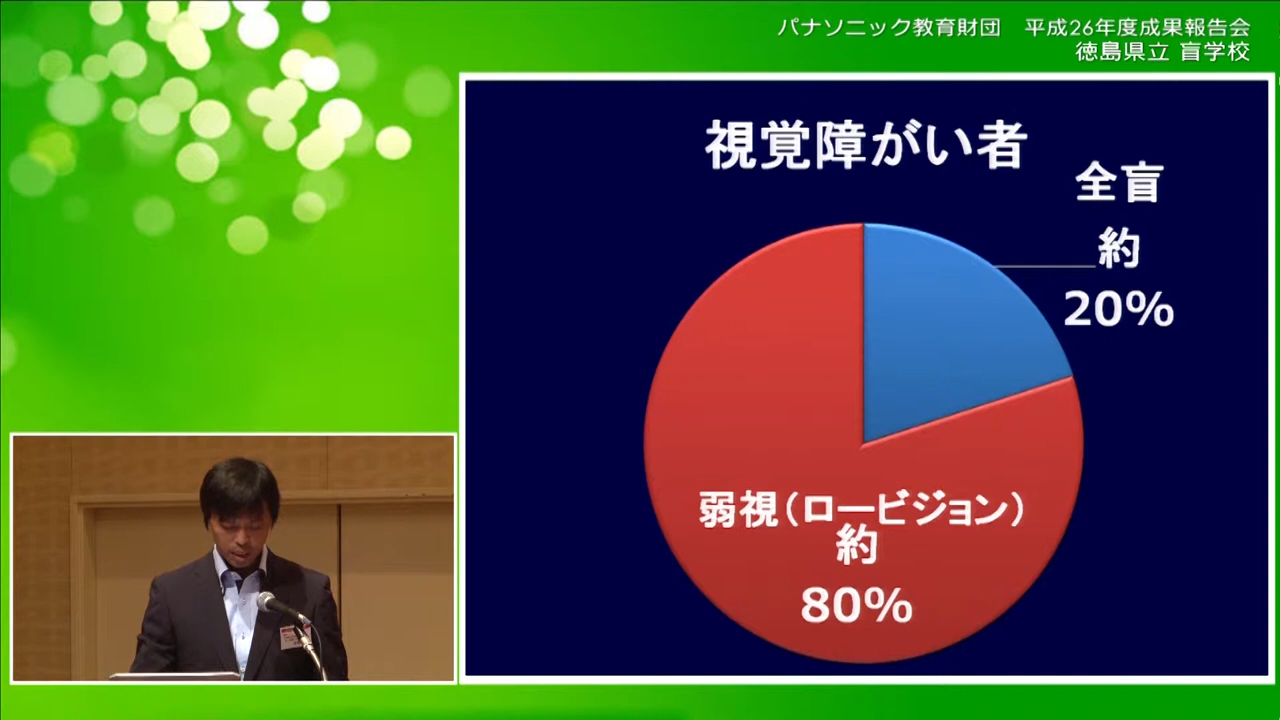 パナソニック教育財団　平成26年度成果報告会
徳島県立 盲学校
視覚障がい者
全盲
約
20%
弱視（ロービジョン）
約
80%